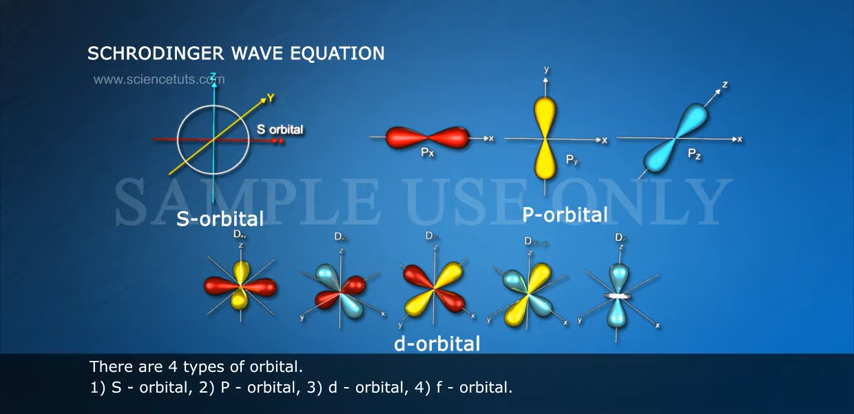 SCHRODINGER WAVE EQUATION
www.sciencetuts.com
Z
Y
S orbital
x
S-orbital
x
Px
y
x
Py
z
x
Pz
P-orbital
SAMPLE USE ONLY
z
z
y
x
z
y
x
z
y
x
z
y
x
d-orbital
There are 4 types of orbital.
1) S - orbital, 2) P - orbital, 3) d - orbital, 4) f - orbital.